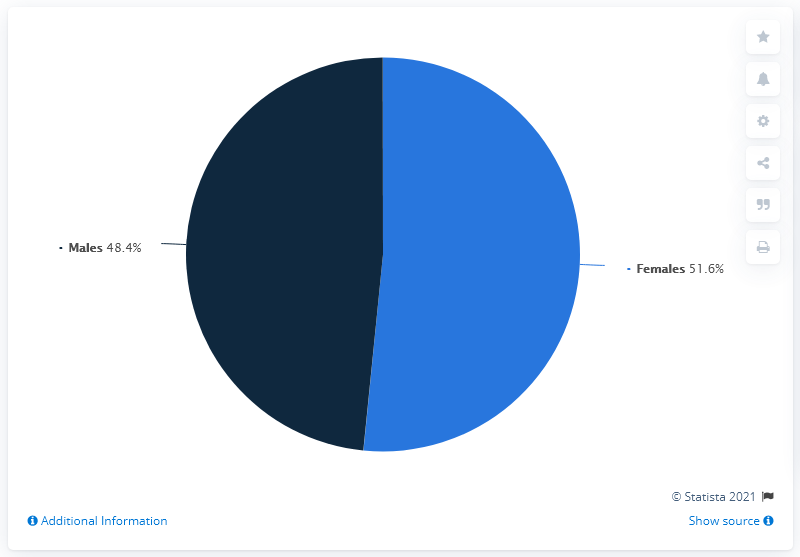 Males 48.4%
Females 51.6%
© Statista 2021
Additional Information
Show source